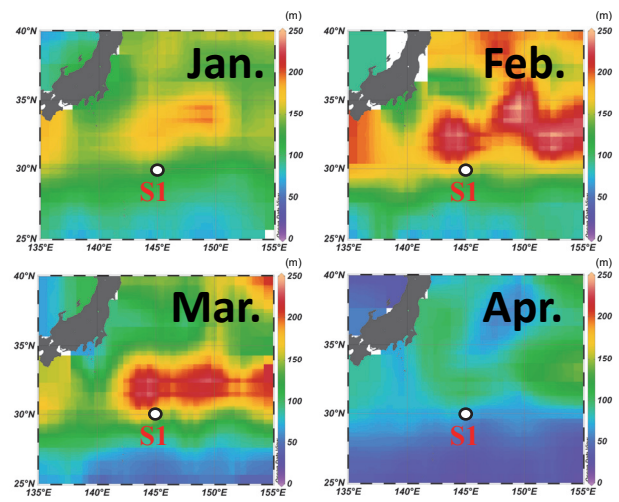 (m)
(m)
40°N
250
40°N
250
Jan.
Feb.
200
200
35°N
35°N
150
150
30°N
100
30°N
100
S1
S1
50
50
25°N
0
25°N
0
135°E
140°E
145°E
150°E
155°E
135°E
140°E
145°E
150°E
155°E
(m)
(m)
40°N
250
40°N
250
Mar.
Apr.
200
200
35°N
35°N
150
150
30°N
100
30°N
100
S1
S1
50
50
25°N
0
25°N
0
135°E
140°E
145°E
150°E
155°E
135°E
140°E
145°E
150°E
155°E